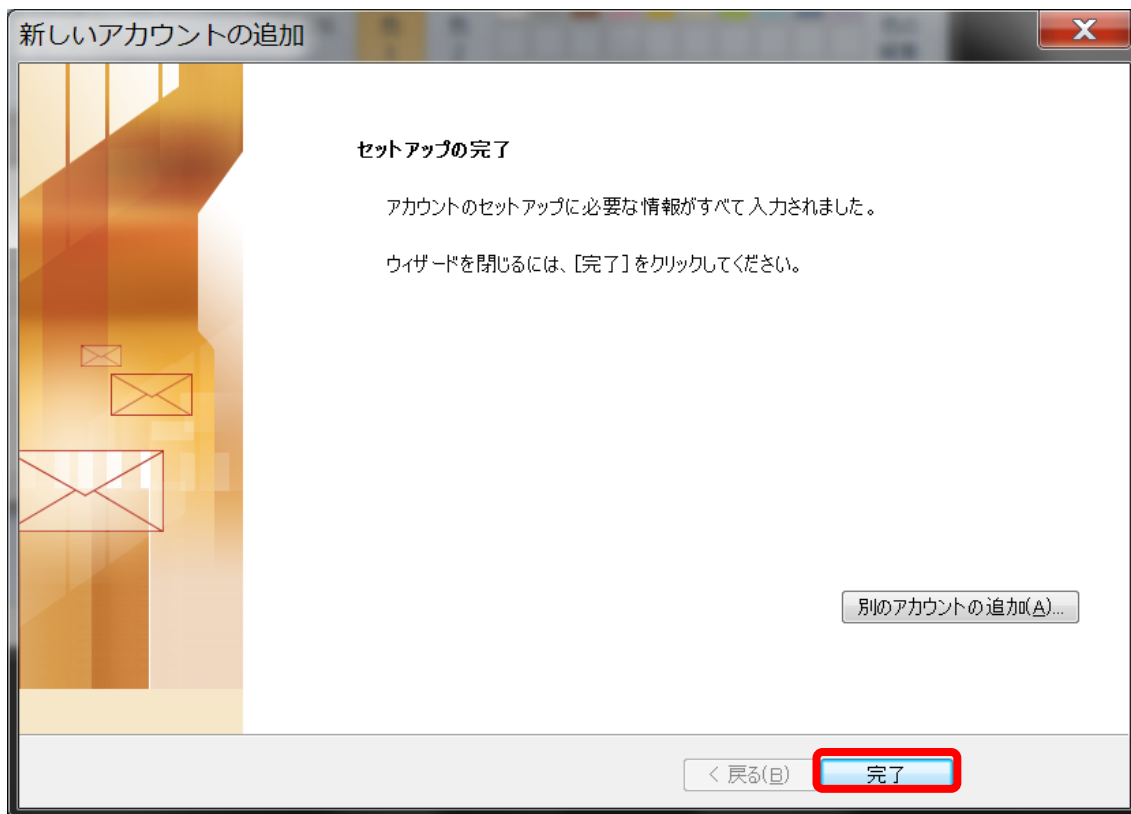 新しいアカウントの追加
セットアップの完了
アカウントのセットアップに必要な情報がすべて入力されました。
ウィザードを閉じるには、[完了] をクリックしてください。
別のアカウントの追加(A)...
< 戻る(B)
完了